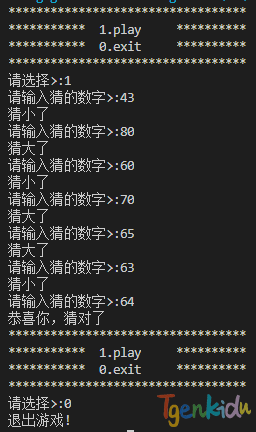 ******************************
**********  1.play  **********
**********  0.exit  **********
******************************
请选择>:1
请输入猜的数字>:43
猜小了
请输入猜的数字>:80
猜大了
请输入猜的数字>:60
猜小了
请输入猜的数字>:70
猜大了
请输入猜的数字>:65
猜大了
请输入猜的数字>:63
猜小了
请输入猜的数字>:64
恭喜你，猜对了
******************************
**********  1.play  **********
**********  0.exit  **********
******************************
请选择>:0
退出游戏!
Tgenkidu